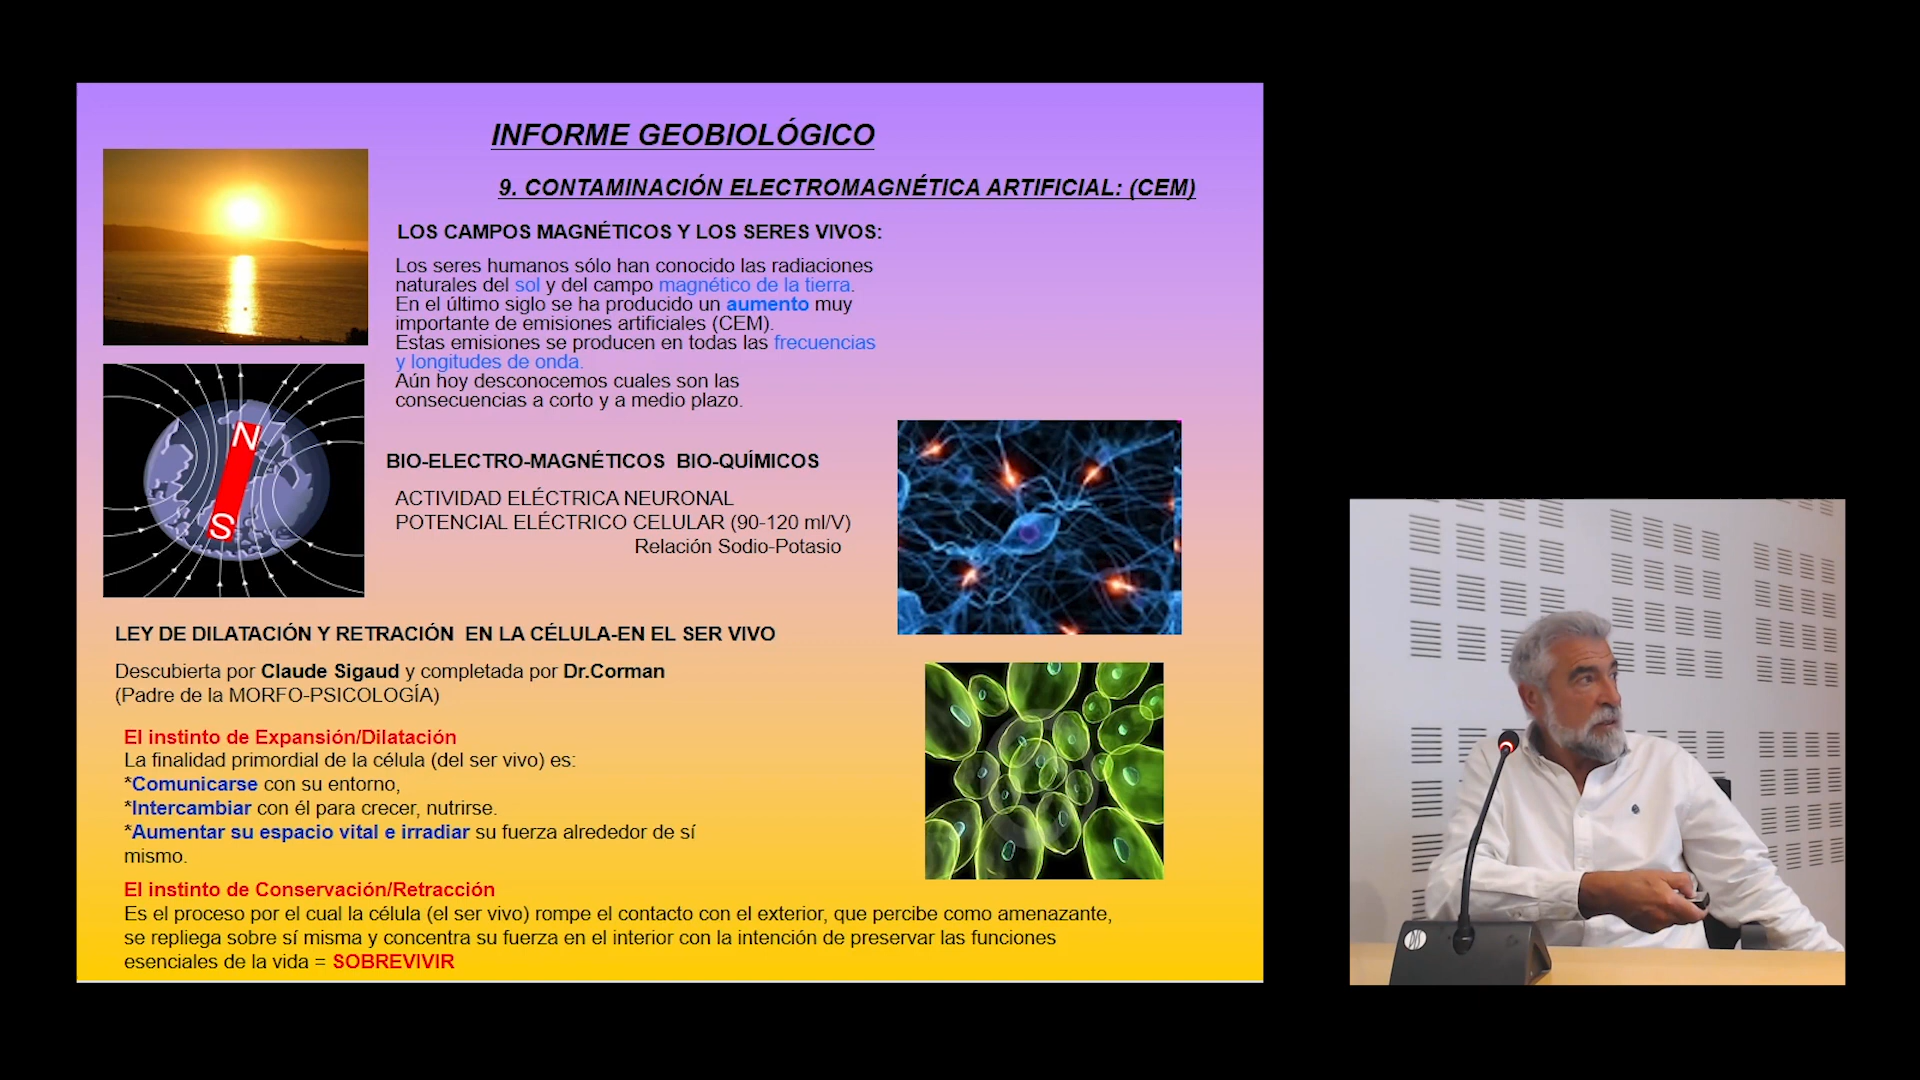 INFORME GEOBIOLÓGICO
9. CONTAMINACIÓN ELECTROMAGNÉTICA ARTIFICIAL: (CEM)
LOS CAMPOS MAGNÉTICOS Y LOS SERES VIVOS:
Los seres humanos sólo han conocido las radiaciones
naturales del sol y del campo magnético de la tierra.
En el último siglo se ha producido un aumento muy
importante de emisiones artificiales (CEM).
Estas emisiones se producen en todas las frecuencias
y longitudes de onda.
Aún hoy desconocemos cuales son las
consecuencias a corto y a medio plazo.
N
S
BIO-ELECTRO-MAGNÉTICOS BIO-QUÍMICOS
ACTIVIDAD ELÉCTRICA NEURONAL
POTENCIAL ELÉCTRICO CELULAR (90-120 ml/V)
Relación Sodio-Potasio
LEY DE DILATACIÓN Y RETRACIÓN EN LA CÉLULA-EN EL SER VIVO
Descubierta por Claude Sigaud y completada por Dr.Corman
(Padre de la MORFO-PSICOLOGÍA)
El instinto de Expansión/Dilatación
La finalidad primordial de la célula (del ser vivo) es:
*Comunicarse con su entorno,
*Intercambiar con él para crecer, nutrirse.
*Aumentar su espacio vital e irradiar su fuerza alrededor de sí
mismo.
El instinto de Conservación/Retracción
Es el proceso por el cual la célula (el ser vivo) rompe el contacto con el exterior, que percibe como amenazante,
se repliega sobre sí misma y concentra su fuerza en el interior con la intención de preservar las funciones
esenciales de la vida = SOBREVIVIR